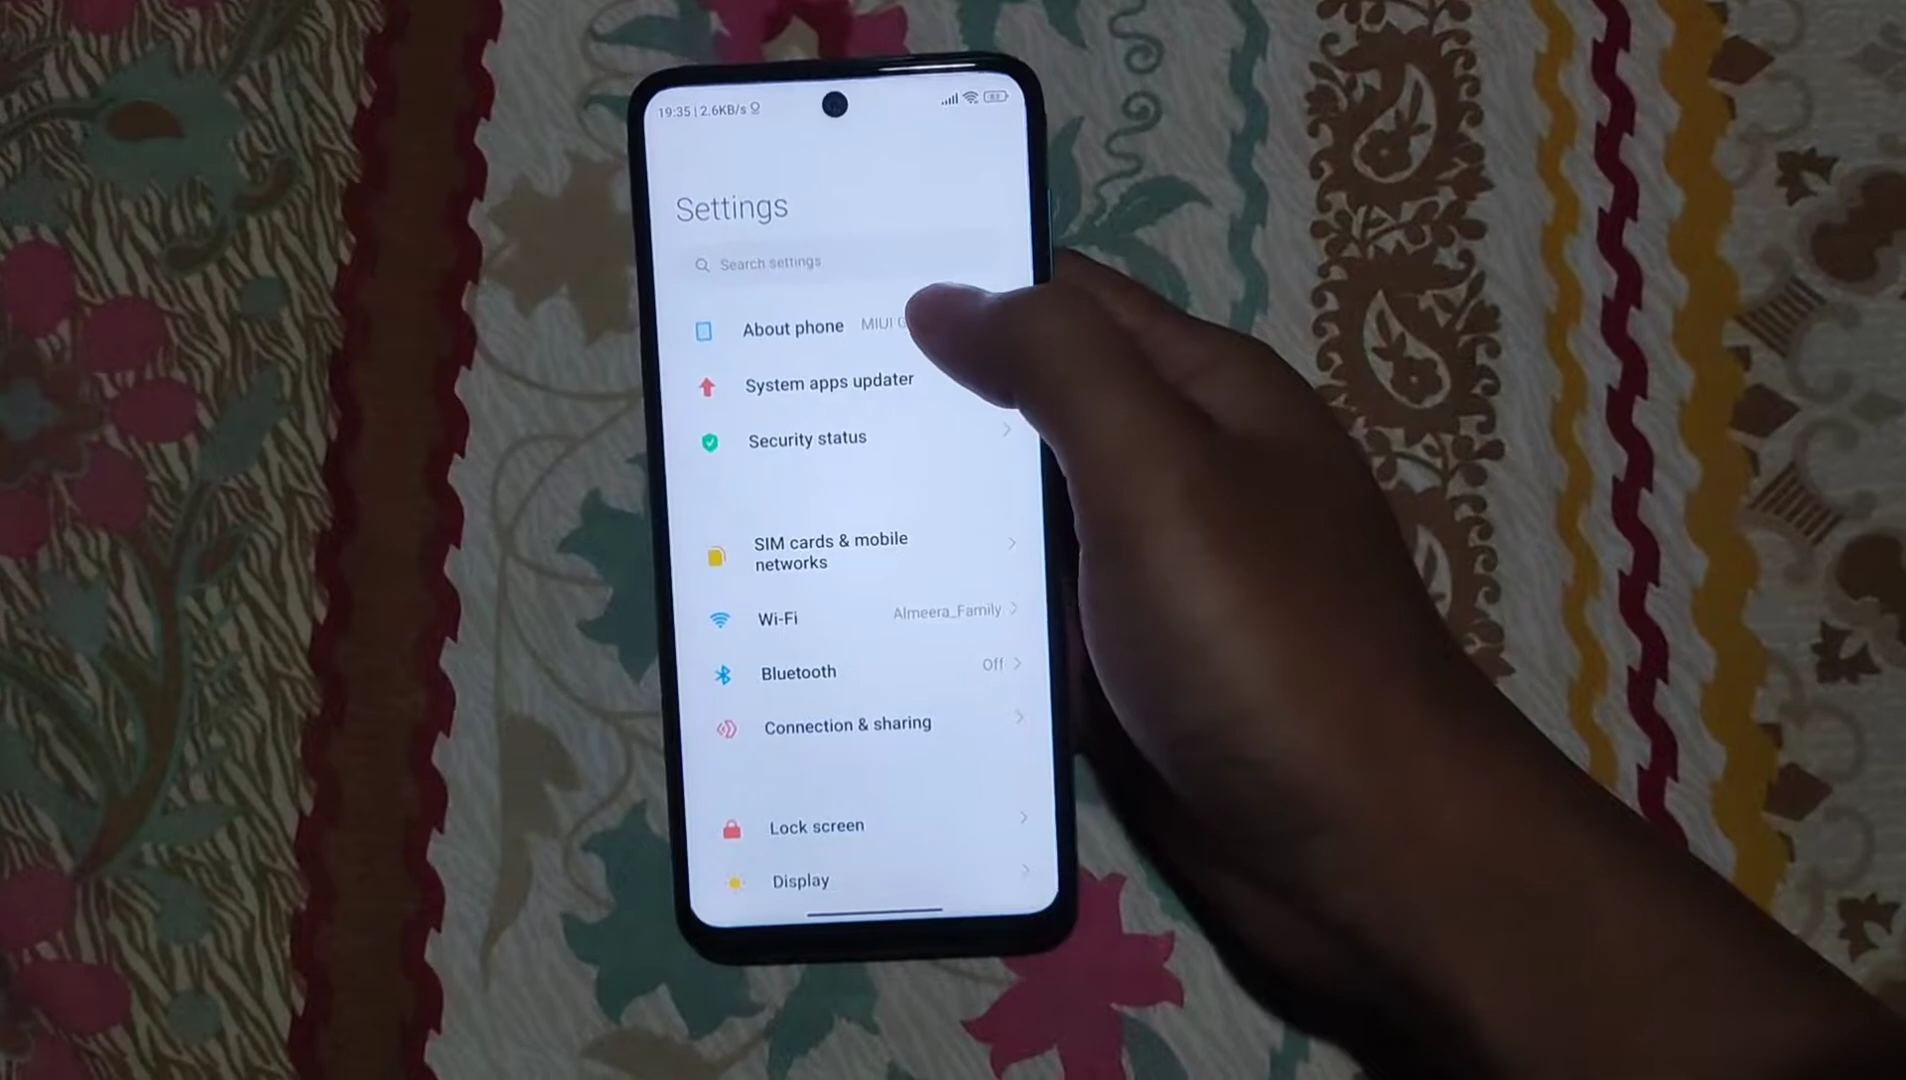 19:35 | 2.6KB/s
Settings
Search settings
About phone MIUI
System apps updater
Security status
SIM cards & mobile
networks
Wi-Fi Almeera_Family
Bluetooth Off
Connection & sharing
Lock screen
Display